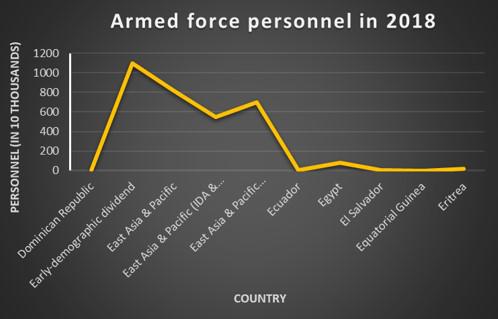 Armed force personnel in 2018
PERSONNEL (IN 10 THOUSANDS)
1200
1000
800
600
400
200
0
Dominican Republic
Early-demographic dividend
East Asia & Pacific
East Asia & Pacific (IDA &...
East Asia & Pacific...
Ecuador
Egypt
El Salvador
Equatorial Guinea
Eritrea
COUNTRY